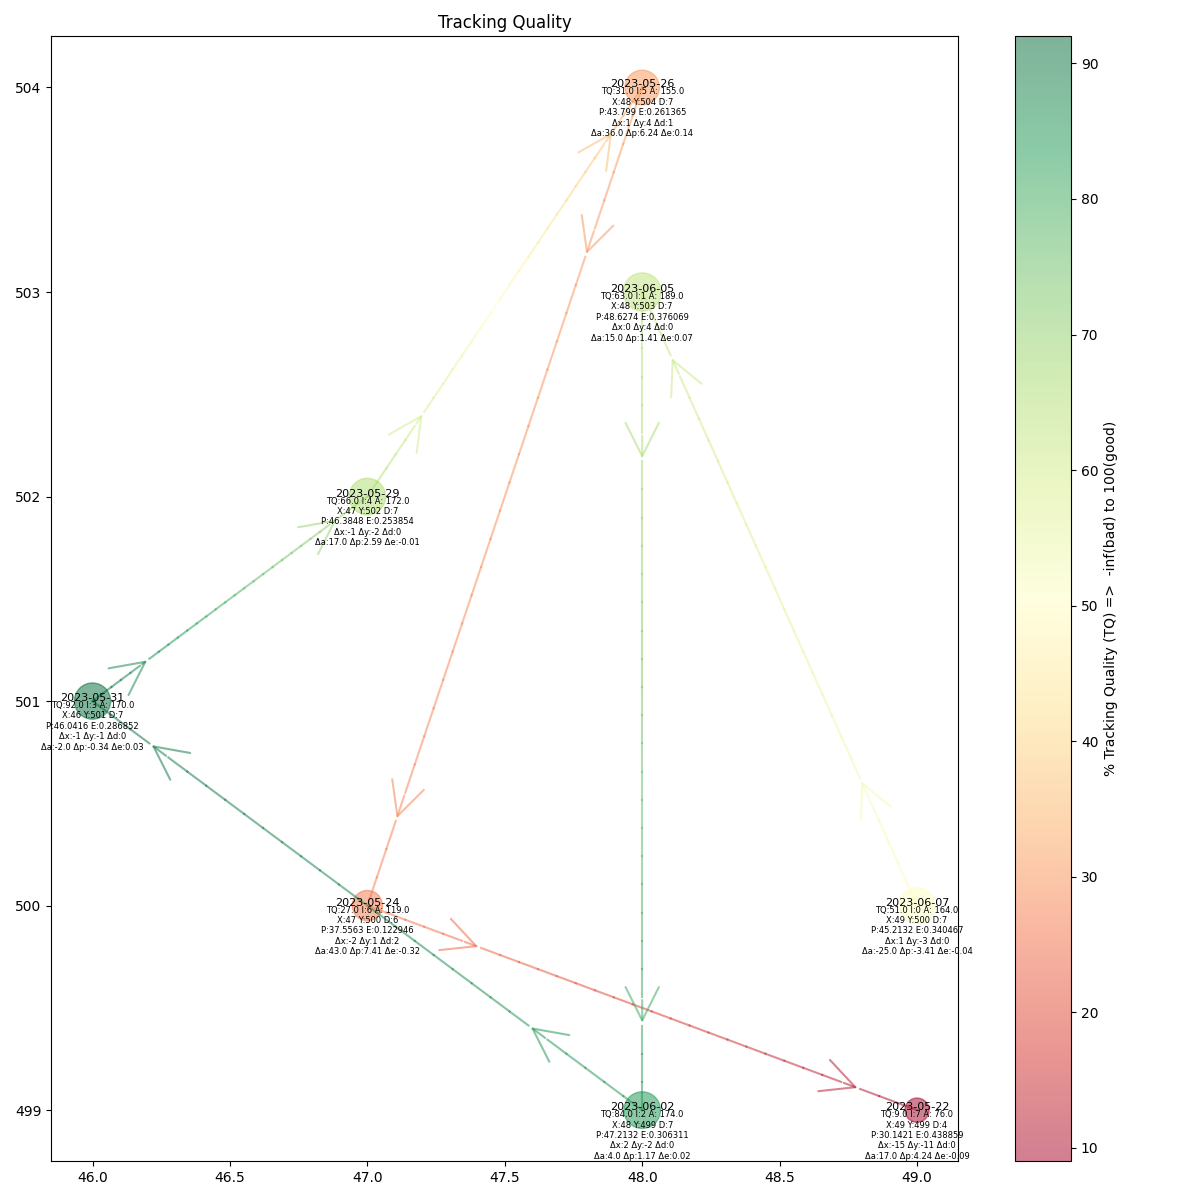 Tracking Quality
504
503
502
501
500
499
2023-05-26
TQ:31.0 I:5 A: 155.0
X:48 Y:504 D:7
P:43.799 E:0.261365
Δx:1 Δy:4 Δd:1
Δa:36.0 Δp:6.24 Δe:0.14
2023-06-05
TQ:63.0 I:1 A: 189.0
X:48 Y:503 D:7
P:48.6274 E:0.376069
Δx:0 Δy:4 Δd:0
Δa:15.0 Δp:1.41 Δe:0.07
2023-05-29
TQ:66.0 I:4 A: 172.0
X:47 Y:502 D:7
P:46.3848 E:0.253854
Δx:-1 Δy:-2 Δd:0
Δa:17.0 Δp:2.59 Δe:-0.01
2023-05-31
TQ:92.0 I:3 A: 170.0
X:46 Y:501 D:7
P:46.0416 E:0.286852
Δx:-1 Δy:-1 Δd:0
Δa:-2.0 Δp:-0.34 Δe:0.03
2023-05-24
TQ:27.0 I:6 A: 119.0
X:47 Y:500 D:6
P:37.5563 E:0.122946
Δx:-2 Δy:1 Δd:2
Δa:43.0 Δp:7.41 Δe:-0.32
2023-06-07
TQ:51.0 I:0 A: 164.0
X:49 Y:500 D:7
P:45.2132 E:0.340467
Δx:1 Δy:-3 Δd:0
Δa:-25.0 Δp:-3.41 Δe:-0.04
2023-06-02
TQ:84.0 I:2 A: 174.0
X:48 Y:499 D:7
P:47.2132 E:0.306311
Δx:2 Δy:-2 Δd:0
Δa:4.0 Δp:1.17 Δe:0.02
2023-05-22
TQ:9.0 I:7 A: 76.0
X:49 Y:499 D:4
P:30.1421 E:0.438859
Δx:-15 Δy:-11 Δd:0
Δa:17.0 Δp:4.24 Δe:-0.09
46.0 46.5 47.0 47.5 48.0 48.5 49.0
90
80
70
60
50
40
30
20
10
% Tracking Quality (TQ) => -inf(bad) to 100(good)